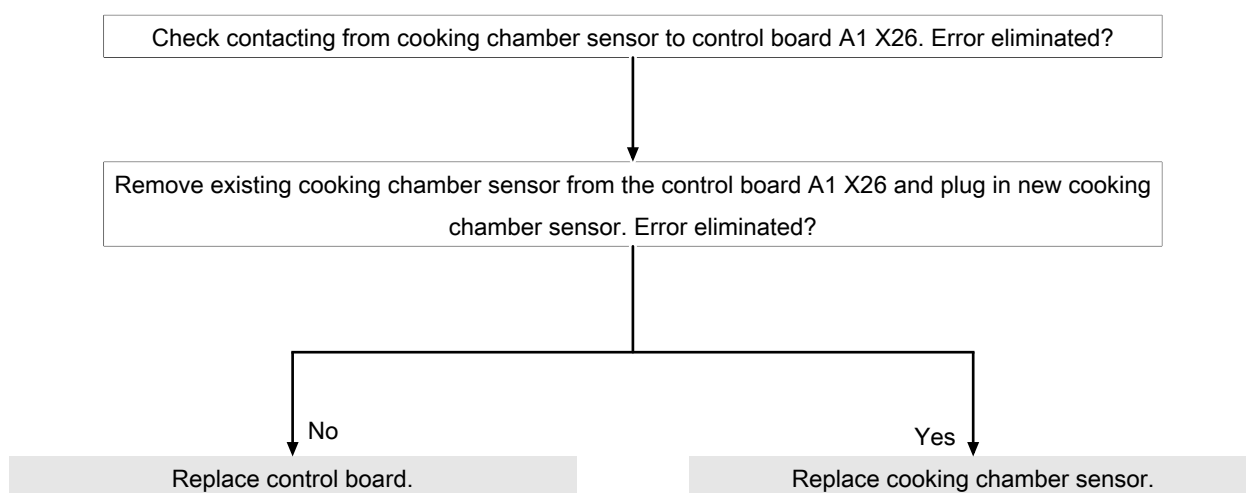 Check contacting from cooking chamber sensor to control board A1 X26. Error eliminated?
Remove existing cooking chamber sensor from the control board A1 X26 and plug in new cooking
chamber sensor. Error eliminated?
No
Yes
Replace control board.
Replace cooking chamber sensor.